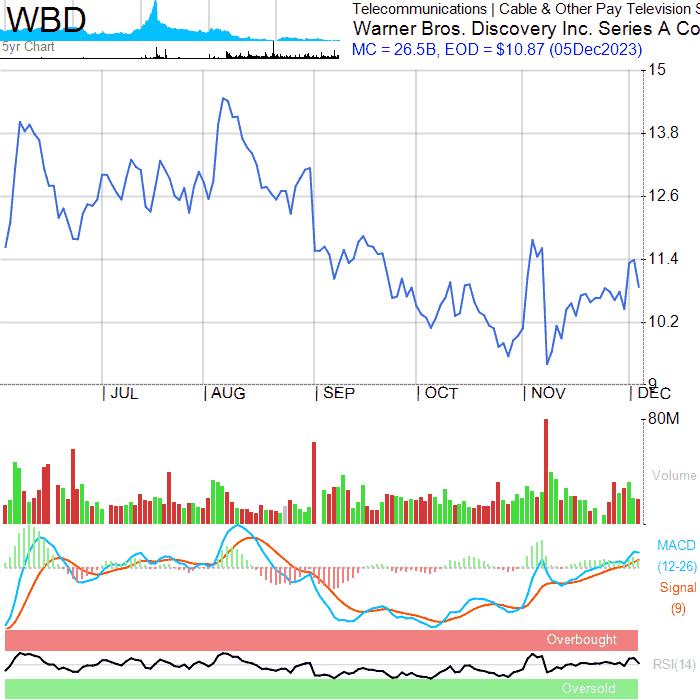 WBD
5yr Chart
Telecommunications | Cable & Other Pay Television S
Warner Bros. Discovery Inc. Series A Co
MC = 26.5B, EOD = $10.87 (05Dec2023)
15
13.8
12.6
11.4
10.2
9
| JUL | AUG | SEP | OCT | NOV | DEC
80M
Volume
MACD
(12-26)
Signal
(9)
Overbought
RSI(14)
Oversold